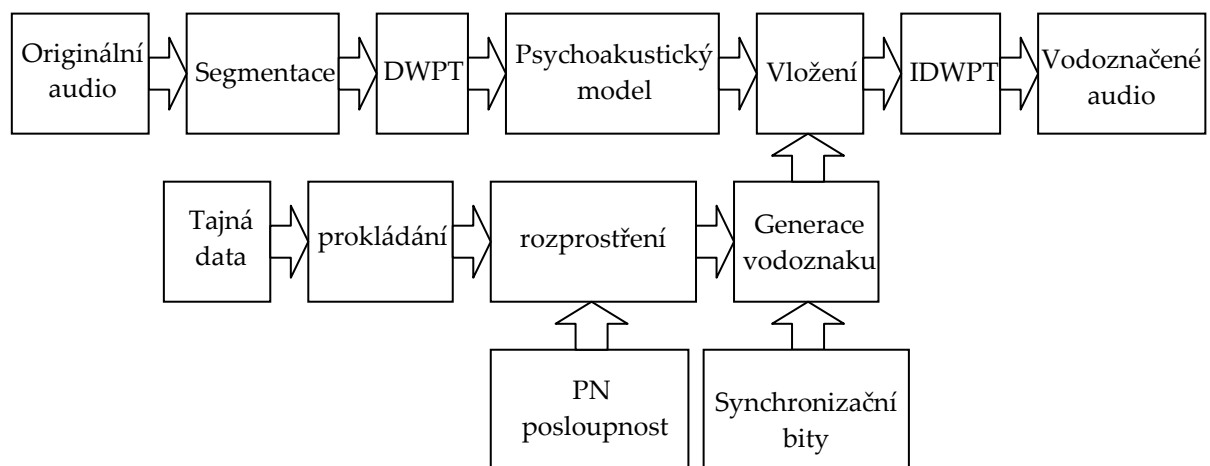 Originální
audio
Segmentace
DWPT
Psychoakustický
model
Vložení
IDWPT
Vodoznačené
audio
Tajná
data
prokládání
rozprostření
Generace
vodoznaku
PN
posloupnost
Synchronizační
bity